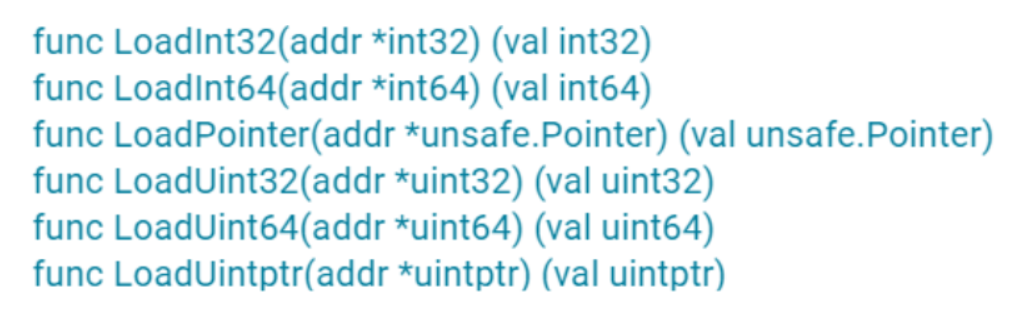 func LoadInt32(addr *int32) (val int32)
func LoadInt64(addr *int64) (val int64)
func LoadPointer(addr *unsafe.Pointer) (val unsafe.Pointer)
func LoadUint32(addr *uint32) (val uint32)
func LoadUint64(addr *uint64) (val uint64)
func LoadUintptr(addr *uintptr) (val uintptr)